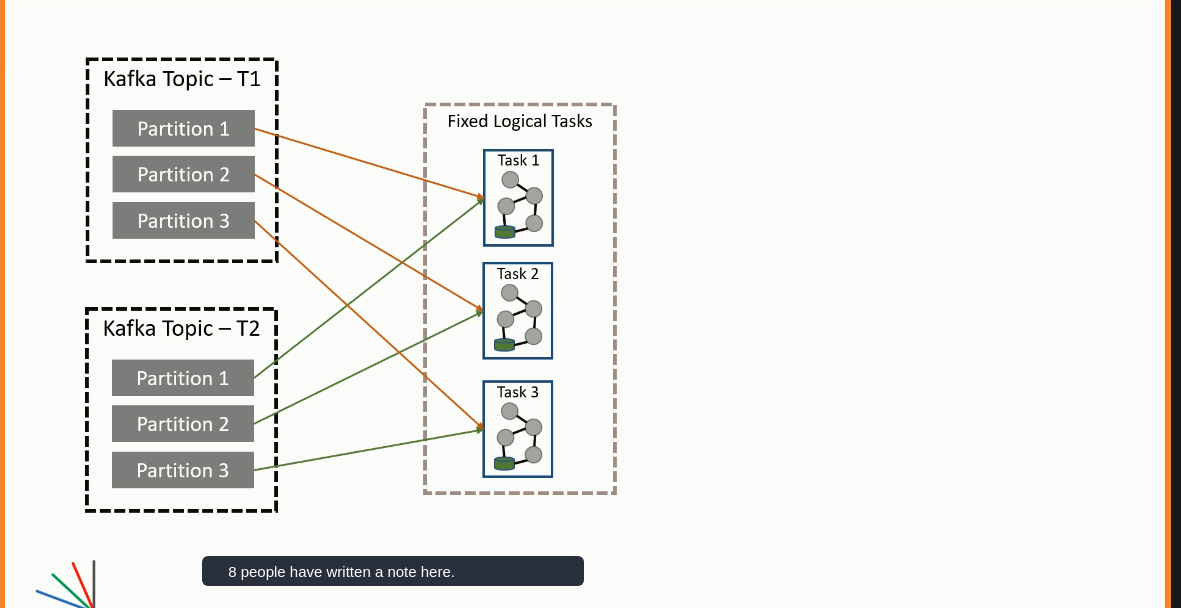 Kafka Topic – T1
Partition 1
Partition 2
Partition 3
Kafka Topic – T2
Partition 1
Partition 2
Partition 3
Fixed Logical Tasks
Task 1
Task 2
Task 3
8 people have written a note here.